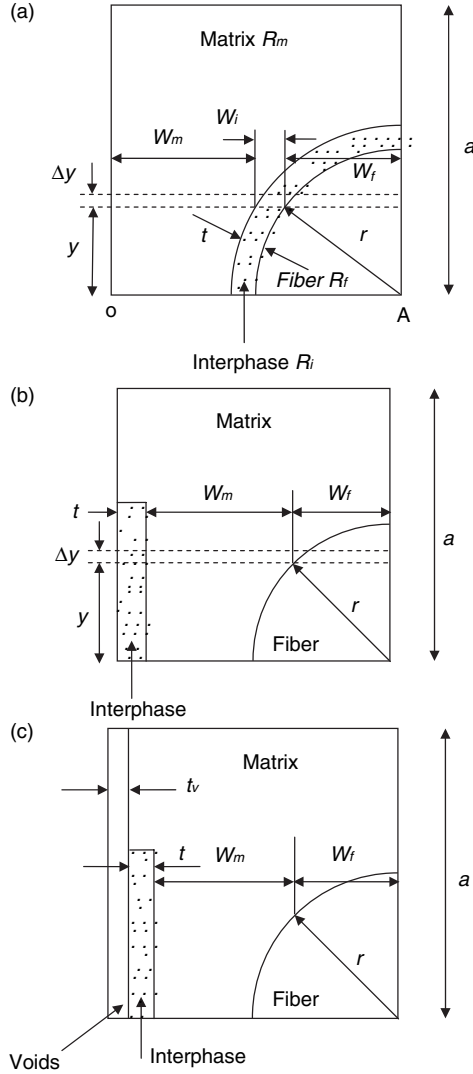 (a)
Matrix Rm
Wi
Wm
Δy
Wf
a
y
t
r
Fiber Rf
o
A
Interphase Ri
(b)
Matrix
t
Wm
Wf
a
Δy
y
r
Fiber
Interphase
(c)
Matrix
tv
t
Wm
Wf
a
r
Fiber
Voids
Interphase